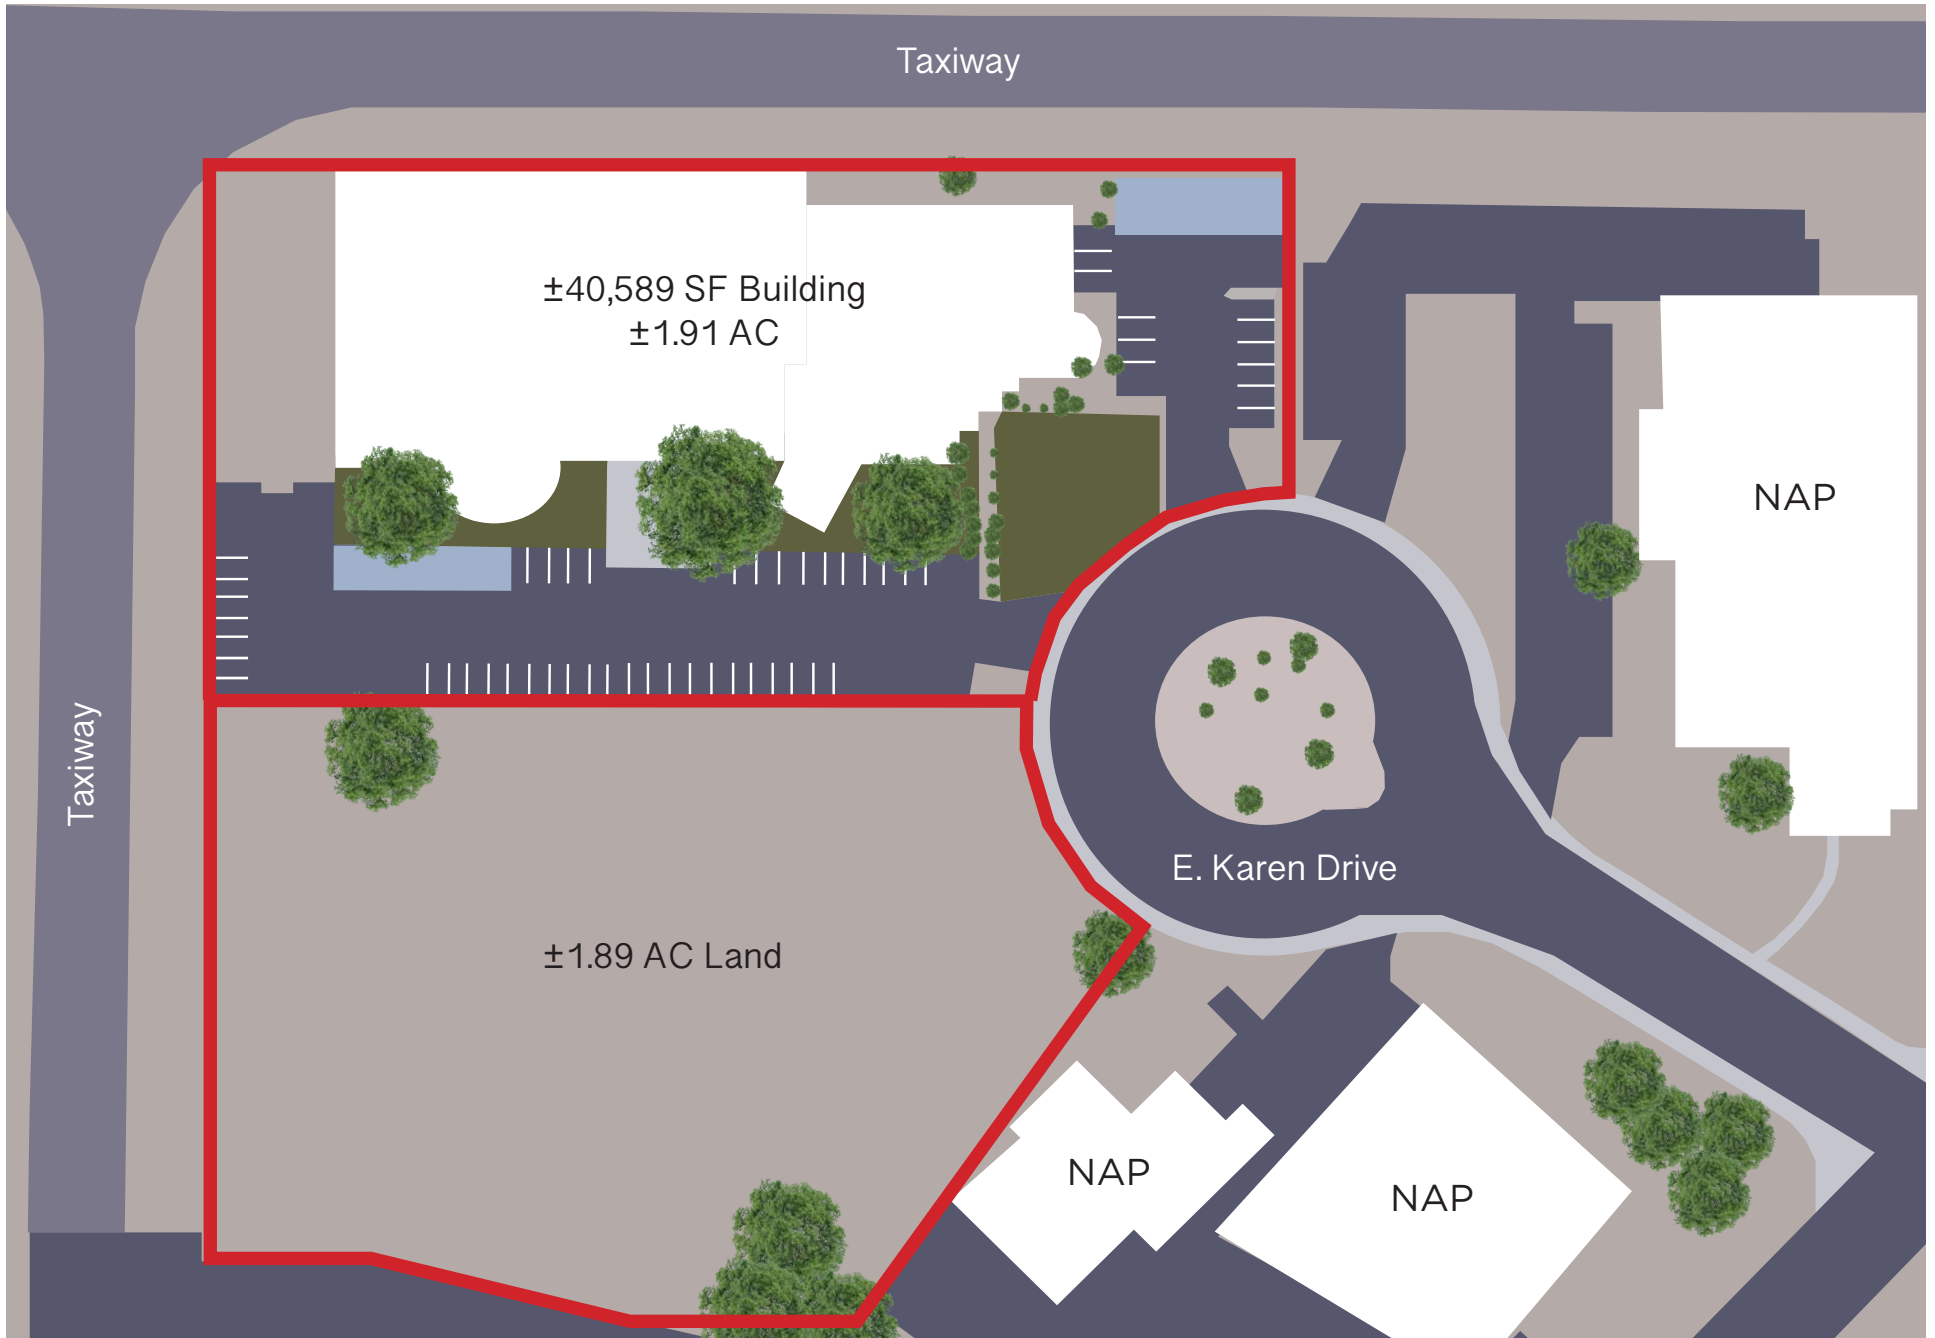 Taxiway
±40,589 SF Building
±1.91 AC
NAP
Taxiway
E. Karen Drive
±1.89 AC Land
NAP
NAP